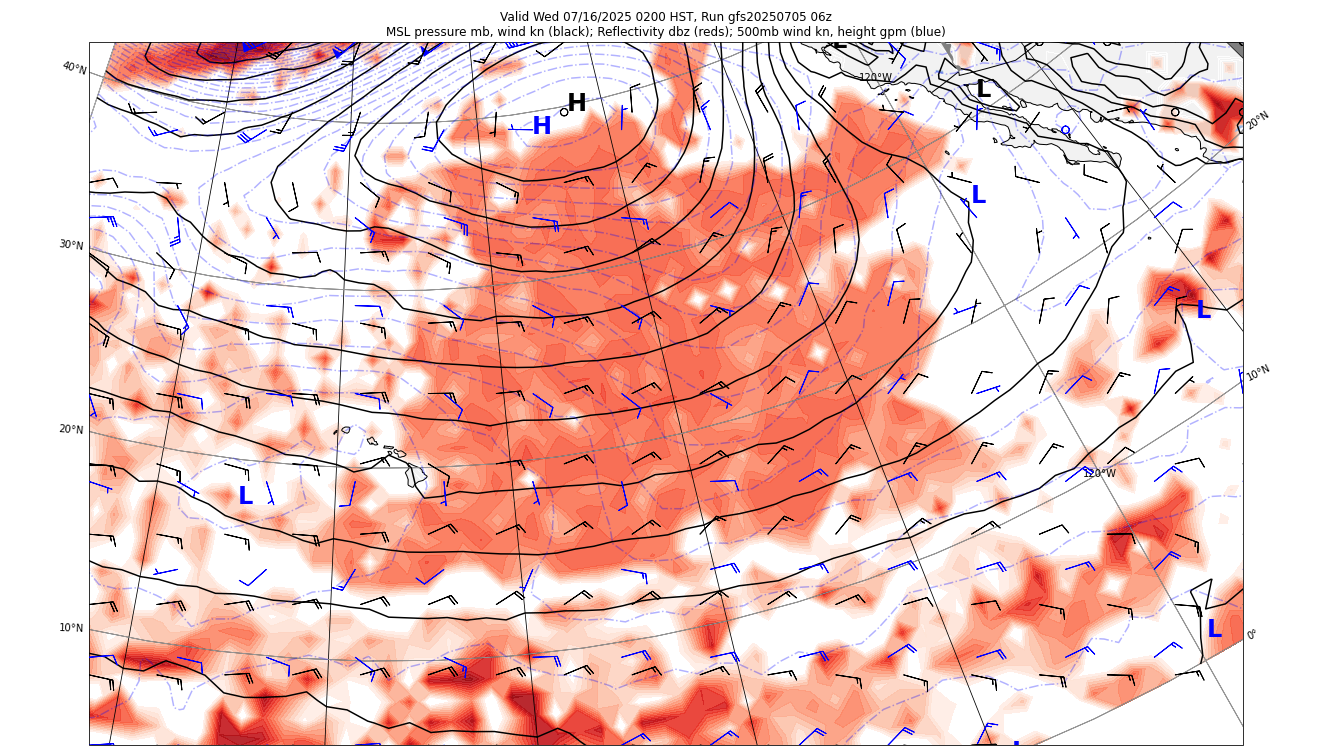 Valid Wed 07/16/2025 0200 HST, Run gfs20250705 06z
MSL pressure mb, wind kn (black); Reflectivity dbz (reds); 500mb wind kn, height gpm (blue)
40°N
120°W
L
H
H
20°N
L
30°N
L
10°N
20°N
120°W
L
10°N
L
0°